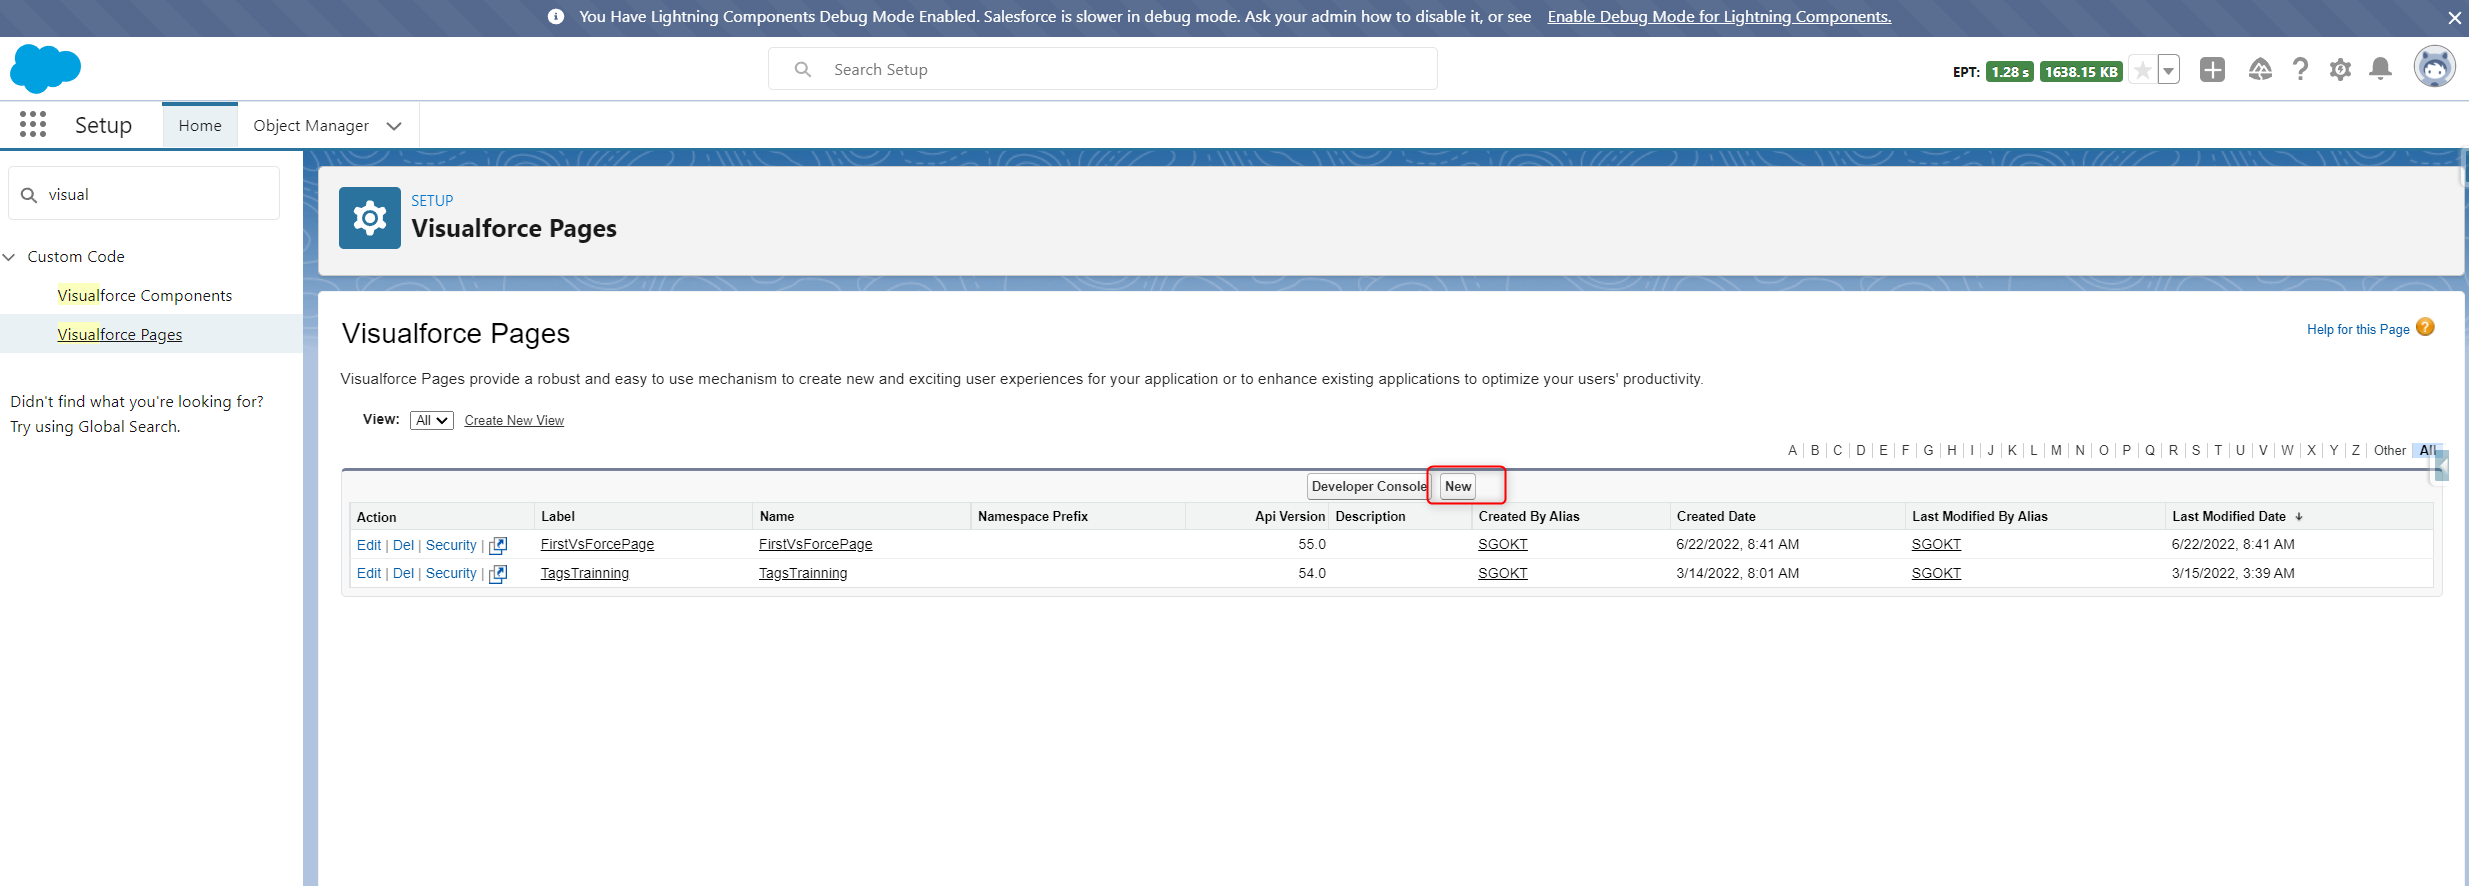 You Have Lightning Components Debug Mode Enabled. Salesforce is slower in debug mode. Ask your admin how to disable it, or see Enable Debug Mode for Lightning Components.
Search Setup
EPT: 1.28 s 1638.15 KB
Setup Home Object Manager
visual
Custom Code
Visualforce Components
Visualforce Pages
Didn't find what you're looking for?
Try using Global Search.
SETUP
Visualforce Pages
Visualforce Pages
Help for this Page ?
Visualforce Pages provide a robust and easy to use mechanism to create new and exciting user experiences for your application or to enhance existing applications to optimize your users' productivity.
View: All Create New View
A | B | C | D | E | F | G | H | I | J | K | L | M | N | O | P | Q | R | S | T | U | V | W | X | Y | Z | Other | All
Developer Console New
Action Label Name Namespace Prefix Api Version Description Created By Alias Created Date Last Modified By Alias Last Modified Date ↓
Edit | Del | Security | FirstVsForcePage FirstVsForcePage 55.0 SGOKT 6/22/2022, 8:41 AM SGOKT 6/22/2022, 8:41 AM
Edit | Del | Security | TagsTrainning TagsTrainning 54.0 SGOKT 3/14/2022, 8:01 AM SGOKT 3/15/2022, 3:39 AM